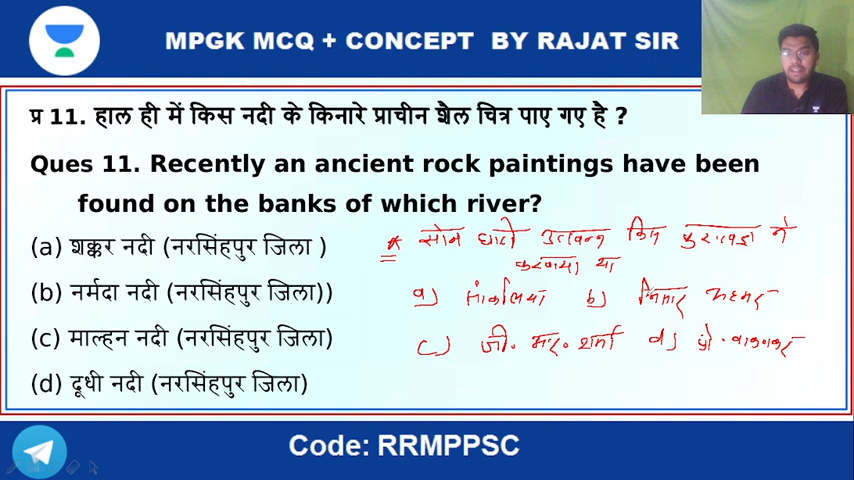 MPGK MCQ + CONCEPT BY RAJAT SIR
प्र 11. हाल ही में किस नदी के किनारे प्राचीन शैल चित्र पाए गए है ?
Ques 11. Recently an ancient rock paintings have been
found on the banks of which river?
(a) शक्कर नदी (नरसिंहपुर जिला )
(b) नर्मदा नदी (नरसिंहपुर जिला))
(c) माल्हन नदी (नरसिंहपुर जिला)
(d) दूधी नदी (नरसिंहपुर जिला)
* सोन घाटी उत्खनन किस ने
करवाया था
a) सांकलिया b) निसार अहमद
c) जी. आर. शर्मा d) प्रो. वाकणकर
Code: RRMPPSC